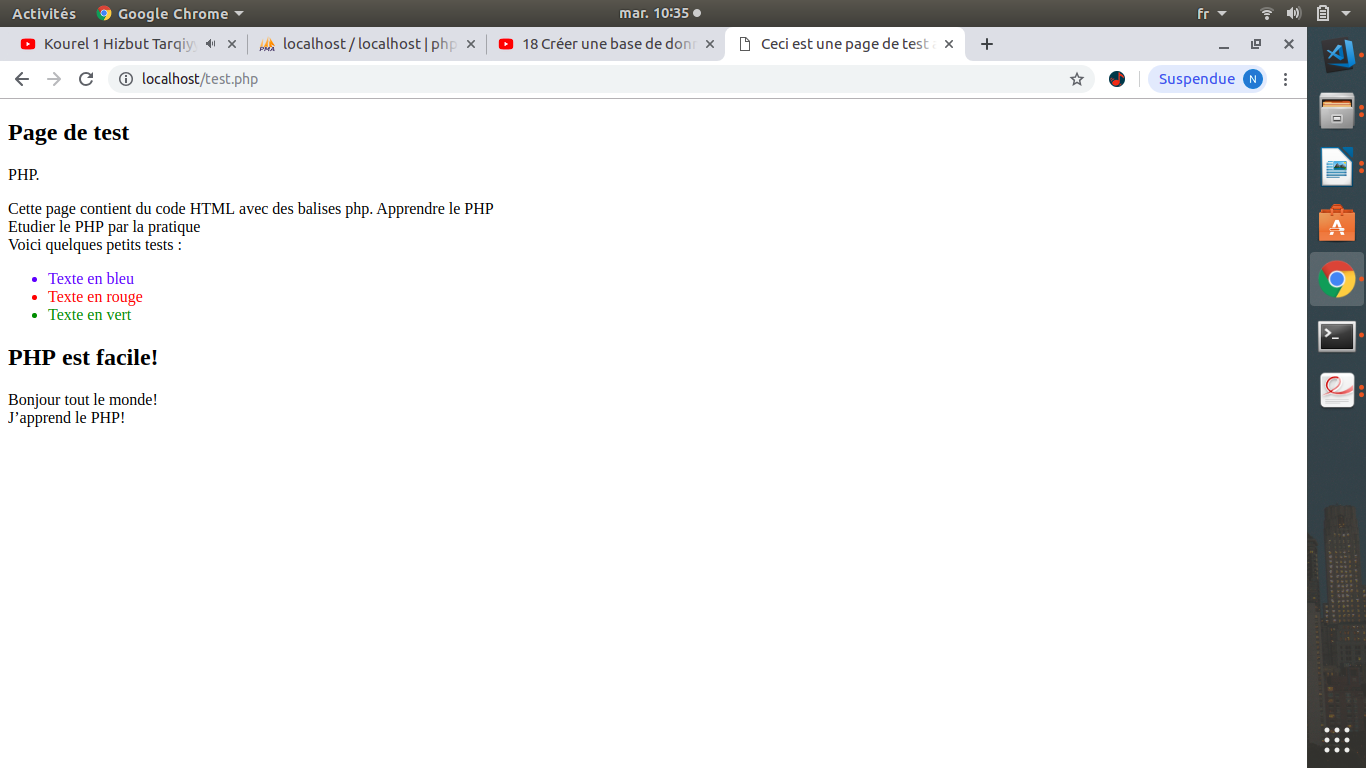 Activités Google Chrome mar. 10:35 fr
Kourel 1 Hizbut Tarqiy localhost / localhost | php 18 Créer une base de donn Ceci est une page de test
localhost/test.php Suspendue N
Page de test
PHP.
Cette page contient du code HTML avec des balises php. Apprendre le PHP
Etudier le PHP par la pratique
Voici quelques petits tests :
Texte en bleu
Texte en rouge
Texte en vert
PHP est facile!
Bonjour tout le monde!
J’apprend le PHP!